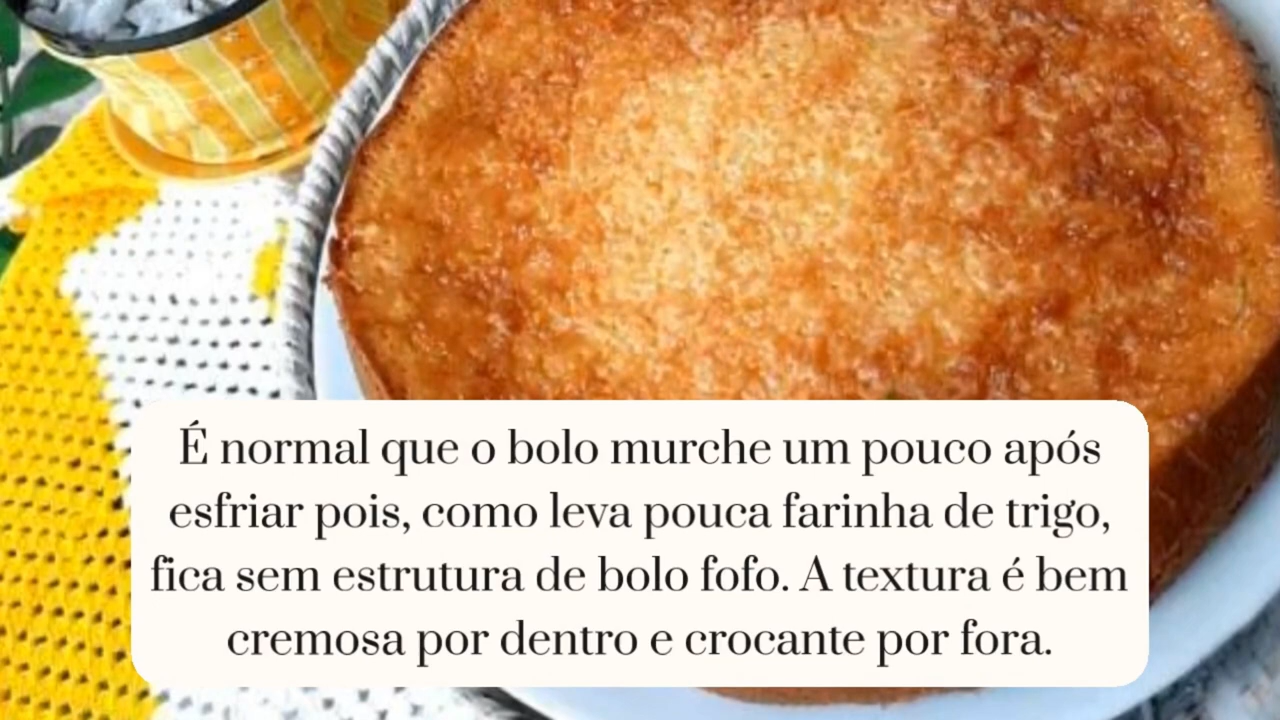 É normal que o bolo murche um pouco após
esfriar pois, como leva pouca farinha de trigo,
fica sem estrutura de bolo fofo. A textura é bem
cremosa por dentro e crocante por fora.